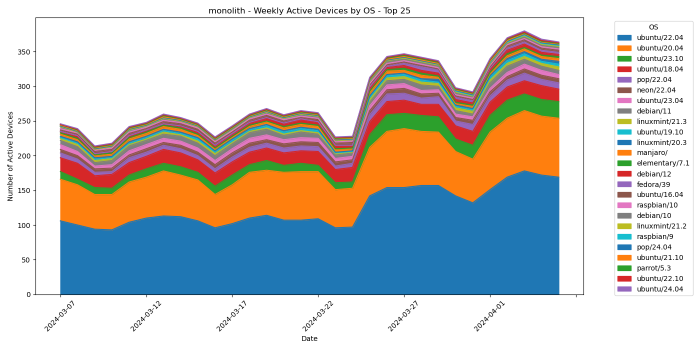 monolith - Weekly Active Devices by OS - Top 25
Number of Active Devices
350
300
250
200
150
100
50
0
2024-03-07
2024-03-12
2024-03-17
2024-03-22
2024-03-27
2024-04-01
Date
OS
ubuntu/22.04
ubuntu/20.04
ubuntu/23.10
ubuntu/18.04
pop/22.04
neon/22.04
ubuntu/23.04
debian/11
linuxmint/21.3
ubuntu/19.10
linuxmint/20.3
manjaro/
elementary/7.1
debian/12
fedora/39
ubuntu/16.04
raspbian/10
debian/10
linuxmint/21.2
raspbian/9
pop/24.04
ubuntu/21.10
parrot/5.3
ubuntu/22.10
ubuntu/24.04